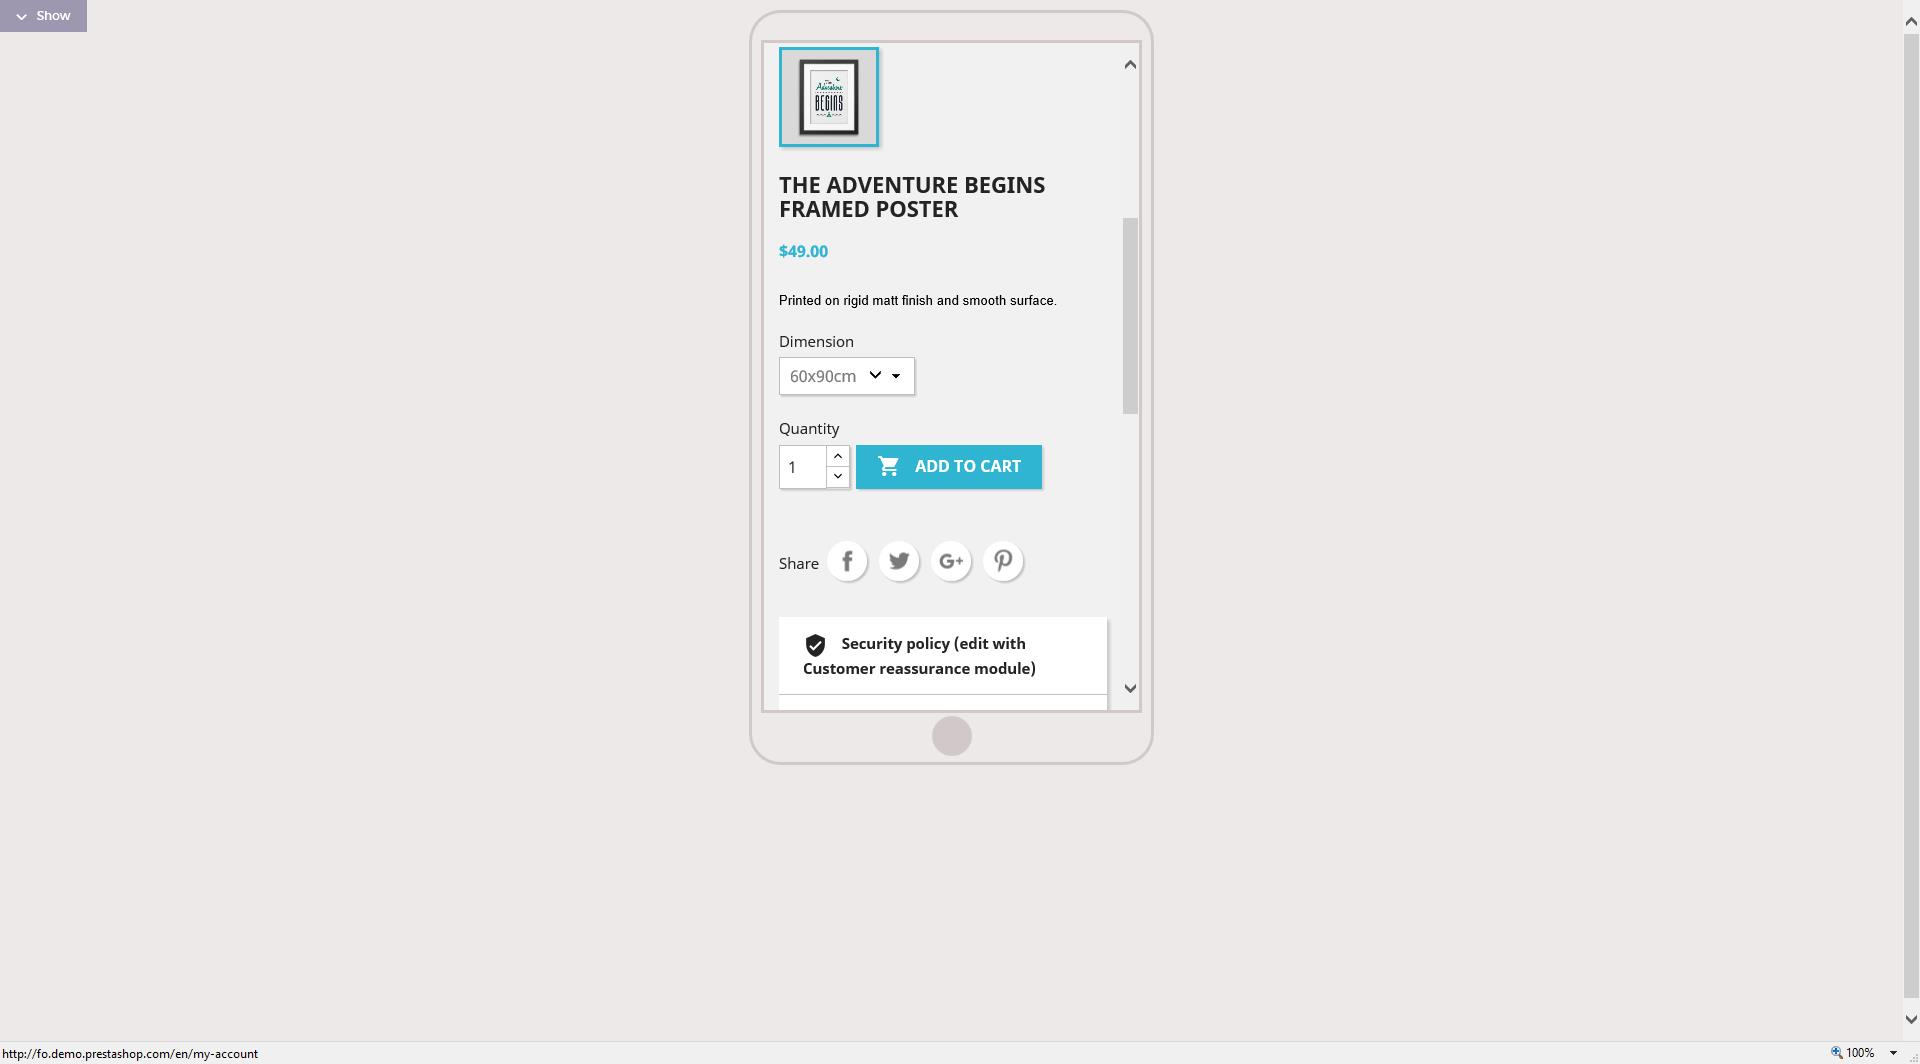 Show
The
Adventure
BEGINS
THE ADVENTURE BEGINS
FRAMED POSTER
$49.00
Printed on rigid matt finish and smooth surface.
Dimension
60x90cm
Quantity
1
ADD TO CART
Share
G+
Security policy (edit with
Customer reassurance module)
http://fo.demo.prestashop.com/en/my-account
100%